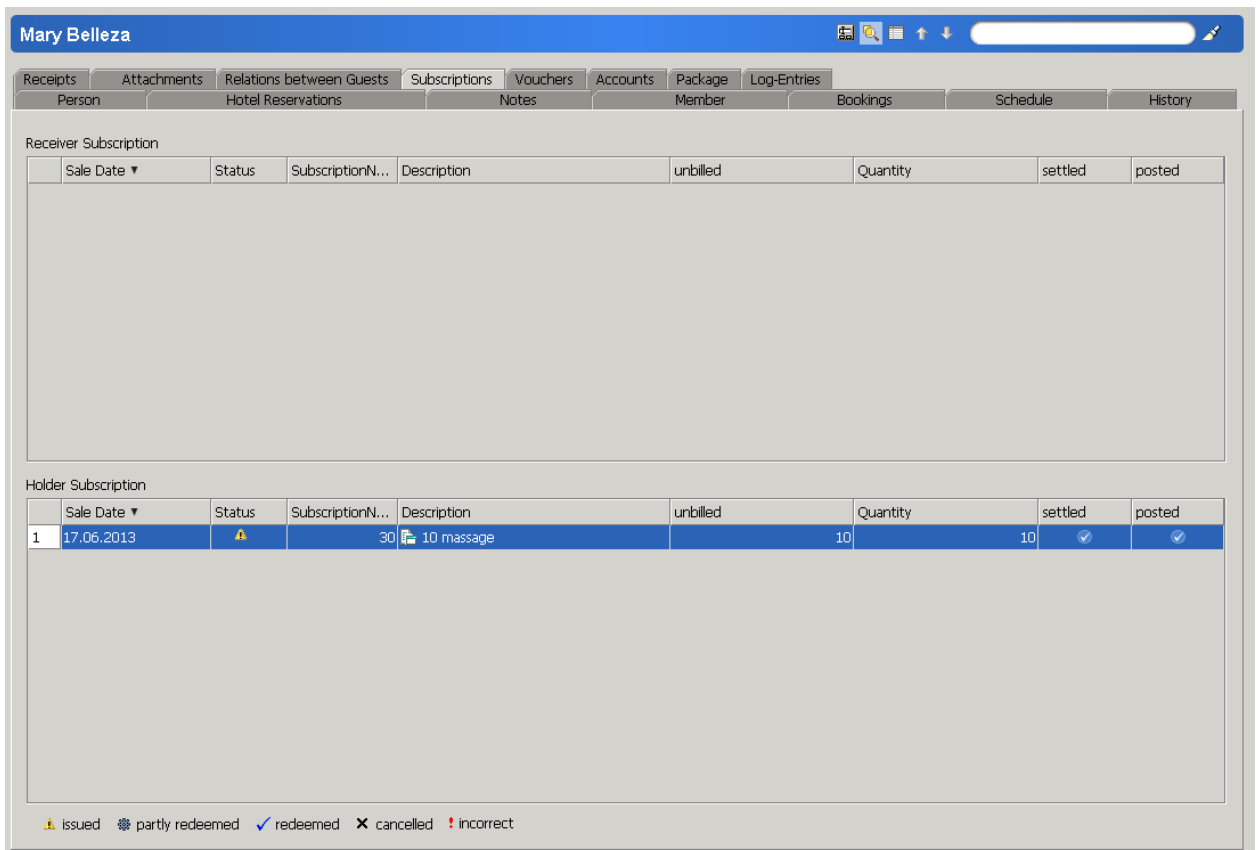 Mary Belleza
Receipts Attachments Relations between Guests Subscriptions Vouchers Accounts Package Log-Entries
Person Hotel Reservations Notes Member Bookings Schedule History
Receiver Subscription
Sale Date ▼ Status SubscriptionN... Description unbilled Quantity settled posted
Holder Subscription
Sale Date ▼ Status SubscriptionN... Description unbilled Quantity settled posted
1 17.06.2013 30 10 massage 10 10
issued partly redeemed redeemed cancelled incorrect